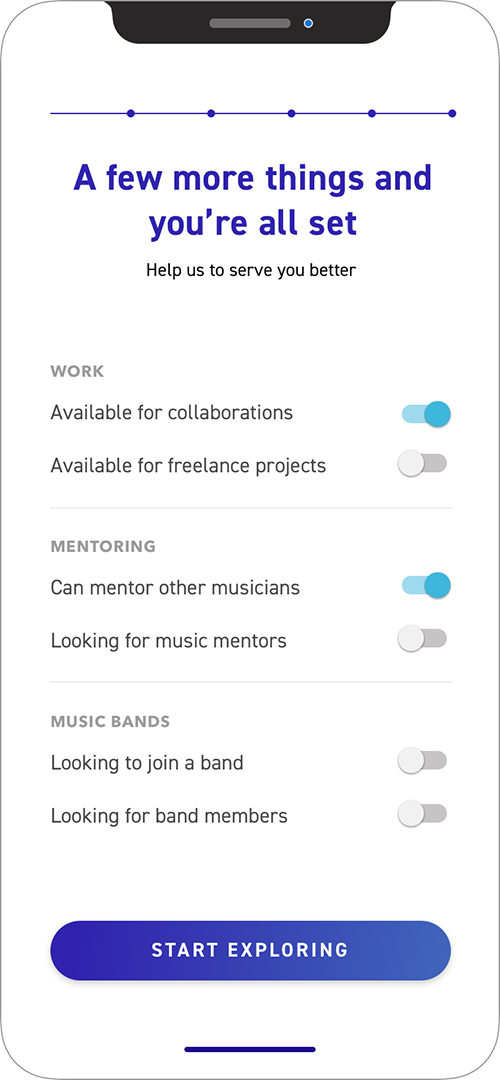 A few more things and
you’re all set
Help us to serve you better
WORK
Available for collaborations
Available for freelance projects
MENTORING
Can mentor other musicians
Looking for music mentors
MUSIC BANDS
Looking to join a band
Looking for band members
START EXPLORING